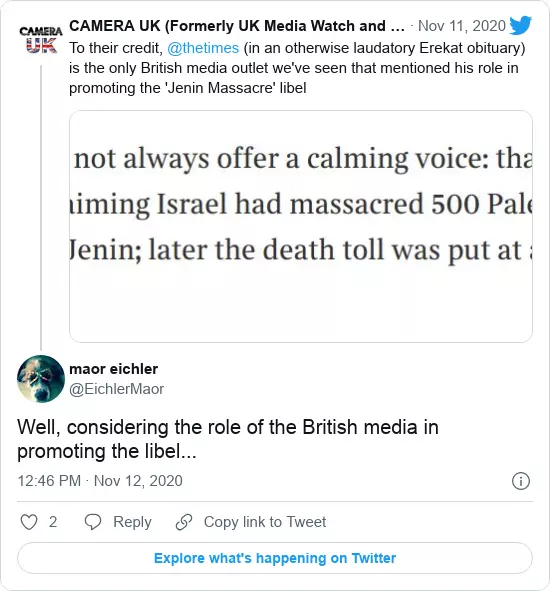 CAMERA UK
CAMERA UK (Formerly UK Media Watch and ... · Nov 11, 2020
To their credit, @thetimes (in an otherwise laudatory Erekat obituary)
is the only British media outlet we've seen that mentioned his role in
promoting the 'Jenin Massacre' libel
not always offer a calming voice: tha
iming Israel had massacred 500 Pale
Jenin; later the death toll was put at
maor eichler
@EichlerMaor
Well, considering the role of the British media in
promoting the libel...
12:46 PM · Nov 12, 2020
2 Reply Copy link to Tweet
Explore what's happening on Twitter